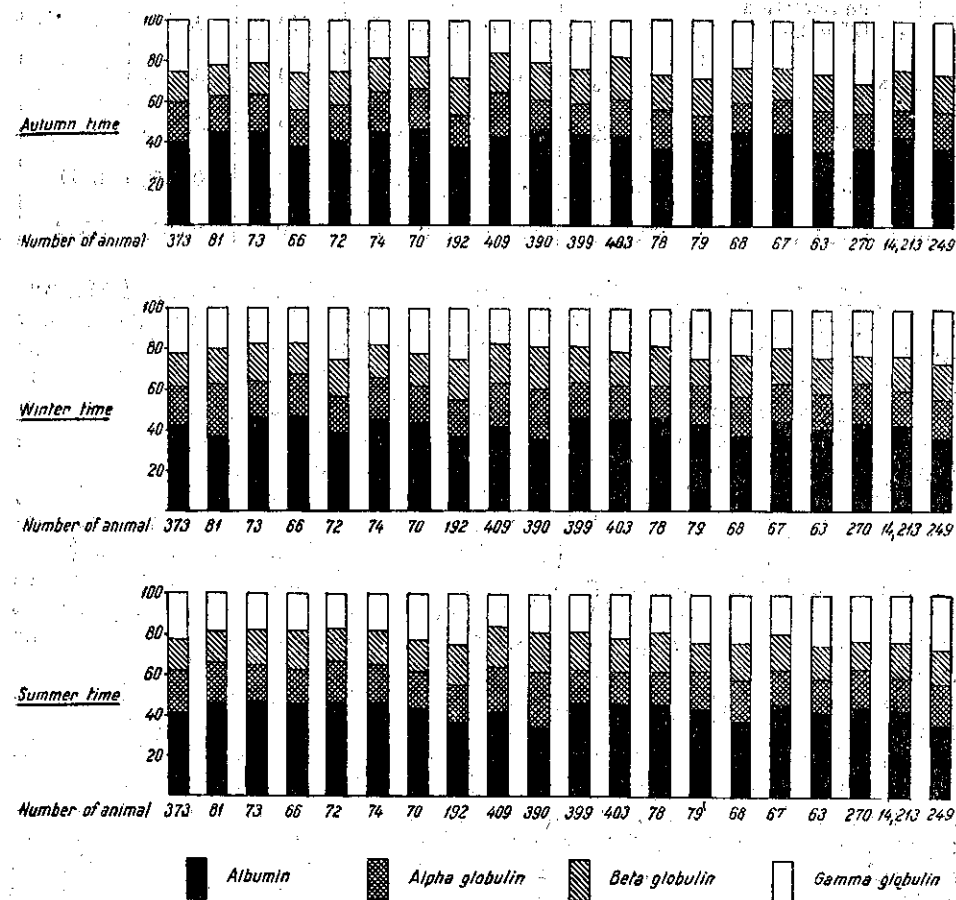 100
80
60
Autumn time
40
20
Number of animal 373 81 73 66 72 74 70 192 409 390 399 483 78 79 68 67 63 270 14,213 249
100
80
60
Winter time
40
20
Number of animal 373 81 73 66 72 74 70 192 409 390 399 403 78 79 68 67 63 270 14,213 249
100
80
60
Summer time
40
20
Number of animal 373 81 73 66 72 74 70 192 409 390 399 403 78 79 68 67 63 270 14,213 249
Albumin Alpha globulin Beta globulin Gamma globulin